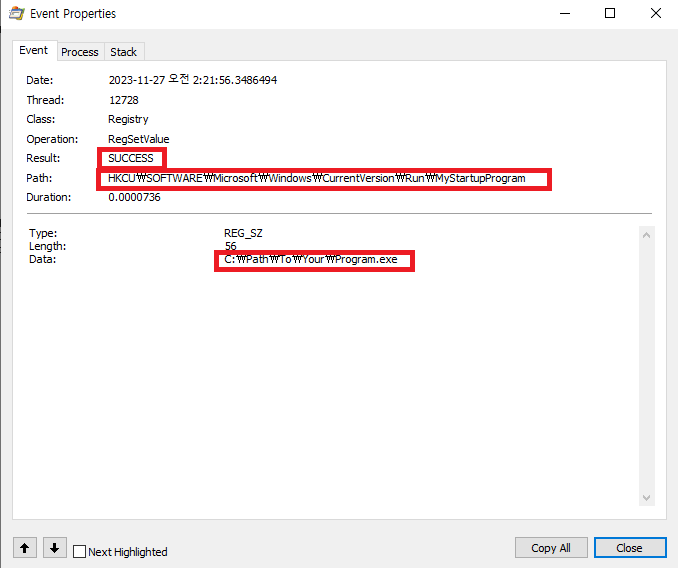 Event Properties
Event Process Stack
Date: 2023-11-27 오전 2:21:56.3486494
Thread: 12728
Class: Registry
Operation: RegSetValue
Result: SUCCESS
Path: HKCU₩SOFTWARE₩Microsoft₩Windows₩CurrentVersion₩Run₩MyStartupProgram
Duration: 0.0000736
Type: REG_SZ
Length: 56
Data: C:₩Path₩To₩Your₩Program.exe
Next Highlighted Copy All Close